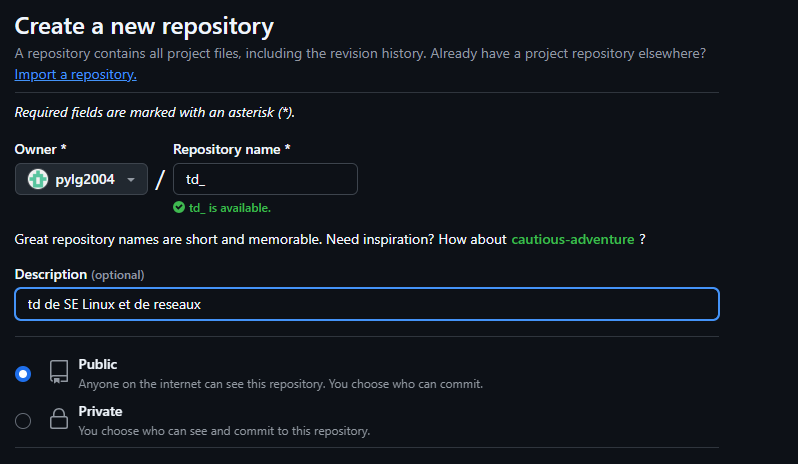 Create a new repository
A repository contains all project files, including the revision history. Already have a project repository elsewhere?
Import a repository.
Required fields are marked with an asterisk (*).
Owner *
Repository name *
pylg2004
/
td_
td_ is available.
Great repository names are short and memorable. Need inspiration? How about cautious-adventure ?
Description (optional)
td de SE Linux et de reseaux
Public
Anyone on the internet can see this repository. You choose who can commit.
Private
You choose who can see and commit to this repository.